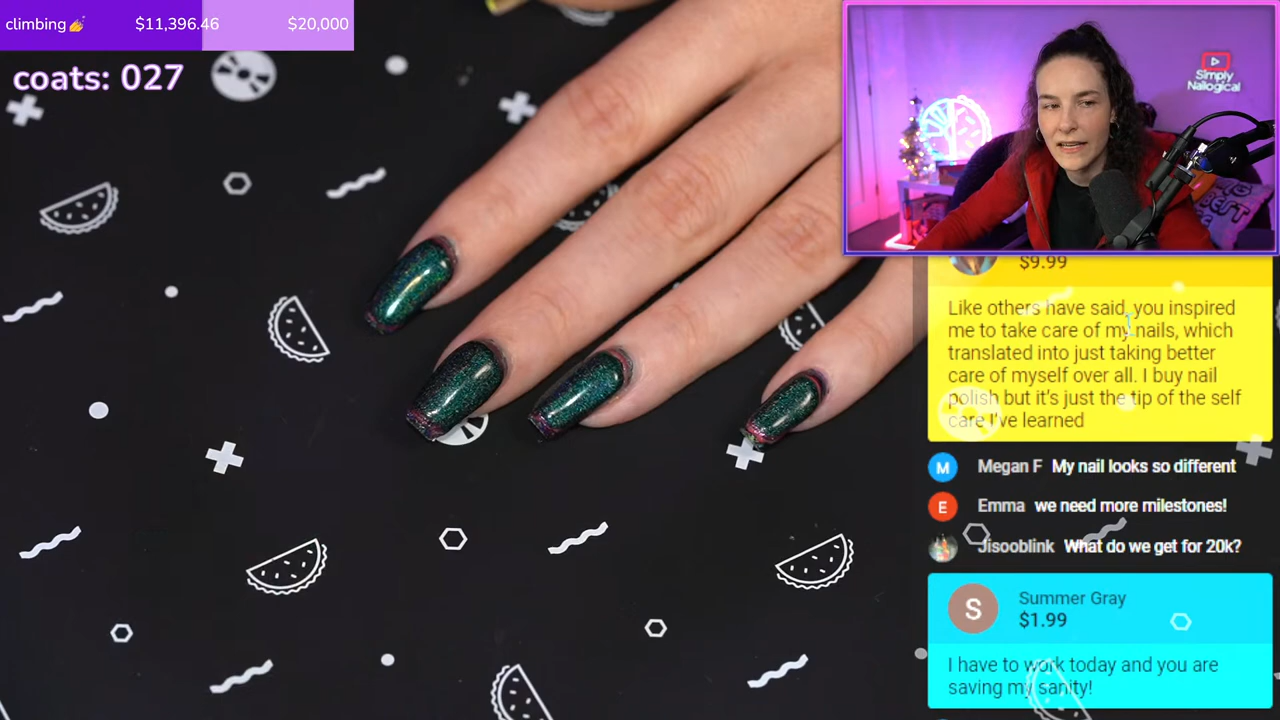 climbing💅 $11,396.46 $20,000
coats: 027
Simply
Nailogical
$9.99
Like others have said, you inspired
me to take care of my nails, which
translated into just taking better
care of myself over all. I buy nail
polish but it's just the tip of the self
care I've learned
Megan F My nail looks so different
Emma we need more milestones!
Jisooblink What do we get for 20k?
S Summer Gray
$1.99
I have to work today and you are
saving my sanity!